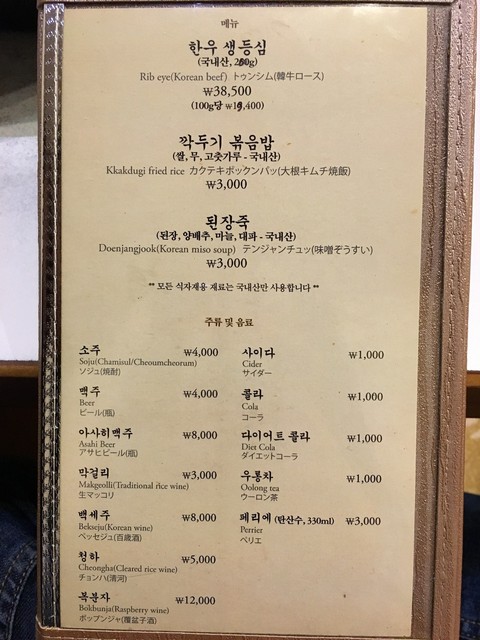 메뉴
한우 생등심
(국내산, 200g)
Rib eye(Korean beef) トゥンシム(韓牛ロース)
₩38,500
(100g당 ₩19,400)
깍두기 볶음밥
(쌀, 무, 고춧가루 - 국내산)
Kkakdugi fried rice カクテキボックンパッ(大根キムチ焼飯)
₩3,000
된장죽
(된장, 양배추, 마늘, 대파 - 국내산)
Doenjangjook(Korean miso soup) テンジャンチュッ(味噌ぞうすい)
₩3,000
** 모든 식자재용 재료는 국내산만 사용합니다 **
주류 및 음료
소주 ₩4,000
Soju(Chamisul/Cheoumcheorum)
ソジュ(焼酎)
맥주 ₩4,000
Beer
ビール(瓶)
아사히맥주 ₩8,000
Asahi Beer
アサヒビール(瓶)
막걸리 ₩3,000
Makgeolli(Traditional rice wine)
生マッコリ
백세주 ₩8,000
Bekseju(Korean wine)
ペッセジュ(百歳酒)
청하 ₩5,000
Cheongha(Cleared rice wine)
チョンハ(清河)
복분자 ₩12,000
Bokbunja(Raspberry wine)
ポップンジャ(覆盆子酒)
사이다 ₩1,000
Cider
サイダー
콜라 ₩1,000
Cola
コーラ
다이어트 콜라 ₩1,000
Diet Cola
ダイエットコーラ
우롱차 ₩1,000
Oolong tea
ウーロン茶
페리에 (탄산수, 330ml) ₩3,000
Perrier
ペリエ